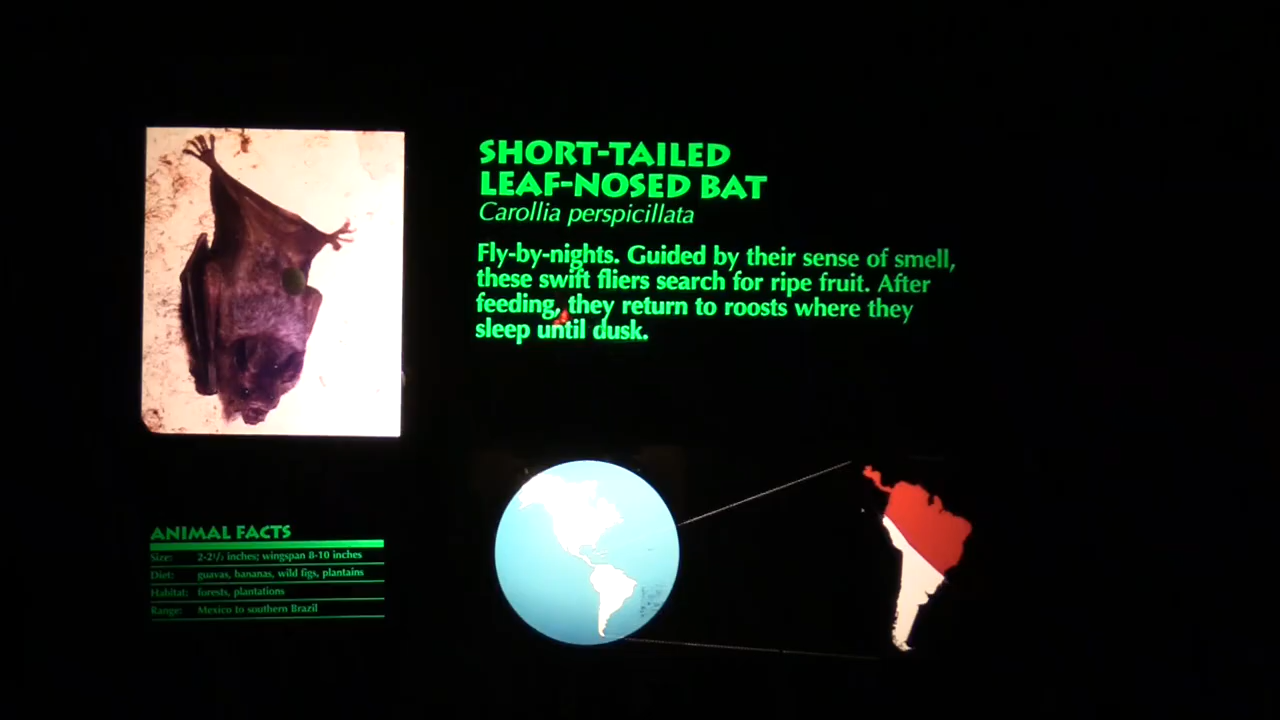 SHORT-TAILED
LEAF-NOSED BAT
Carollia perspicillata
Fly-by-nights. Guided by their sense of smell,
these swift fliers search for ripe fruit. After
feeding, they return to roosts where they
sleep until dusk.
ANIMAL FACTS
Size: 2-2 1/2 inches; wingspan 8-10 inches
Diet: guavas, bananas, wild figs, plantains
Habitat: forests, plantations
Range: Mexico to southern Brazil